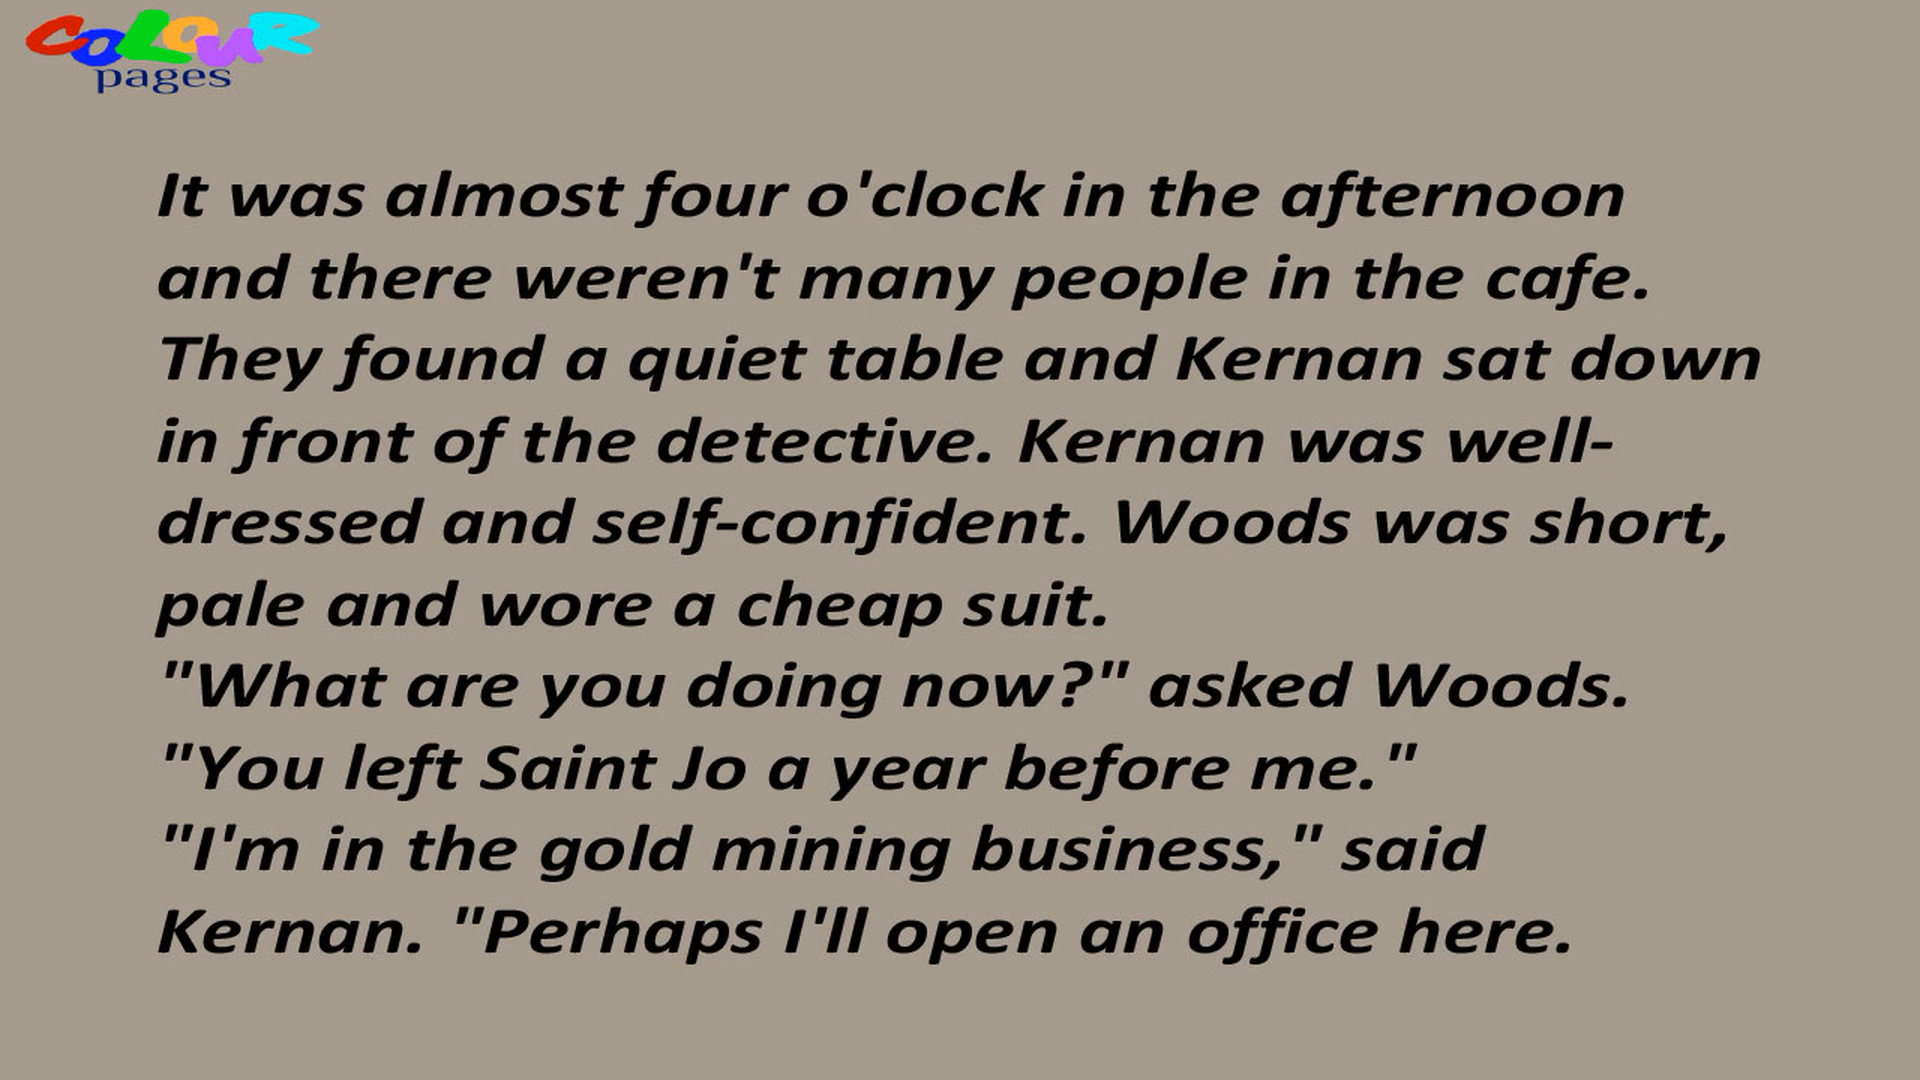 COLOUR
pages
It was almost four o'clock in the afternoon
and there weren't many people in the cafe.
They found a quiet table and Kernan sat down
in front of the detective. Kernan was well-
dressed and self-confident. Woods was short,
pale and wore a cheap suit.
"What are you doing now?" asked Woods.
"You left Saint Jo a year before me."
"I'm in the gold mining business," said
Kernan. "Perhaps I'll open an office here.